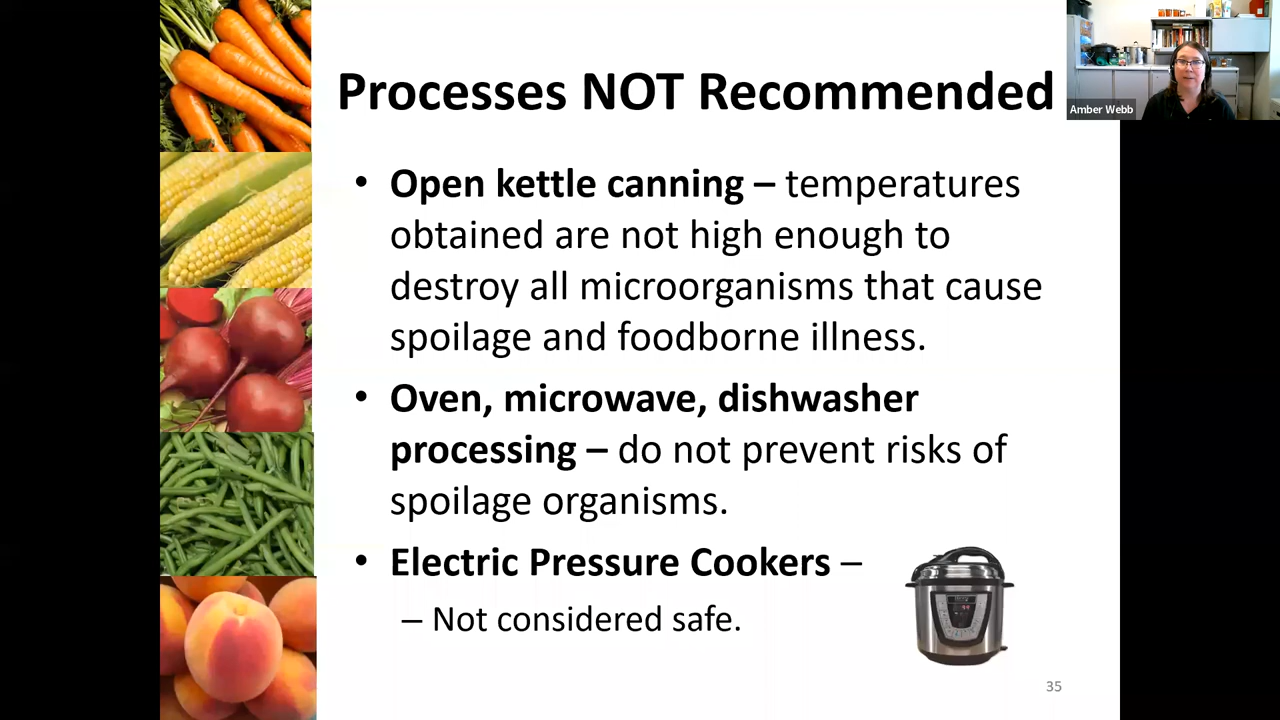 Processes NOT Recommended
Amber Webb
• Open kettle canning – temperatures
obtained are not high enough to
destroy all microorganisms that cause
spoilage and foodborne illness.
• Oven, microwave, dishwasher
processing – do not prevent risks of
spoilage organisms.
• Electric Pressure Cookers –
– Not considered safe.
35